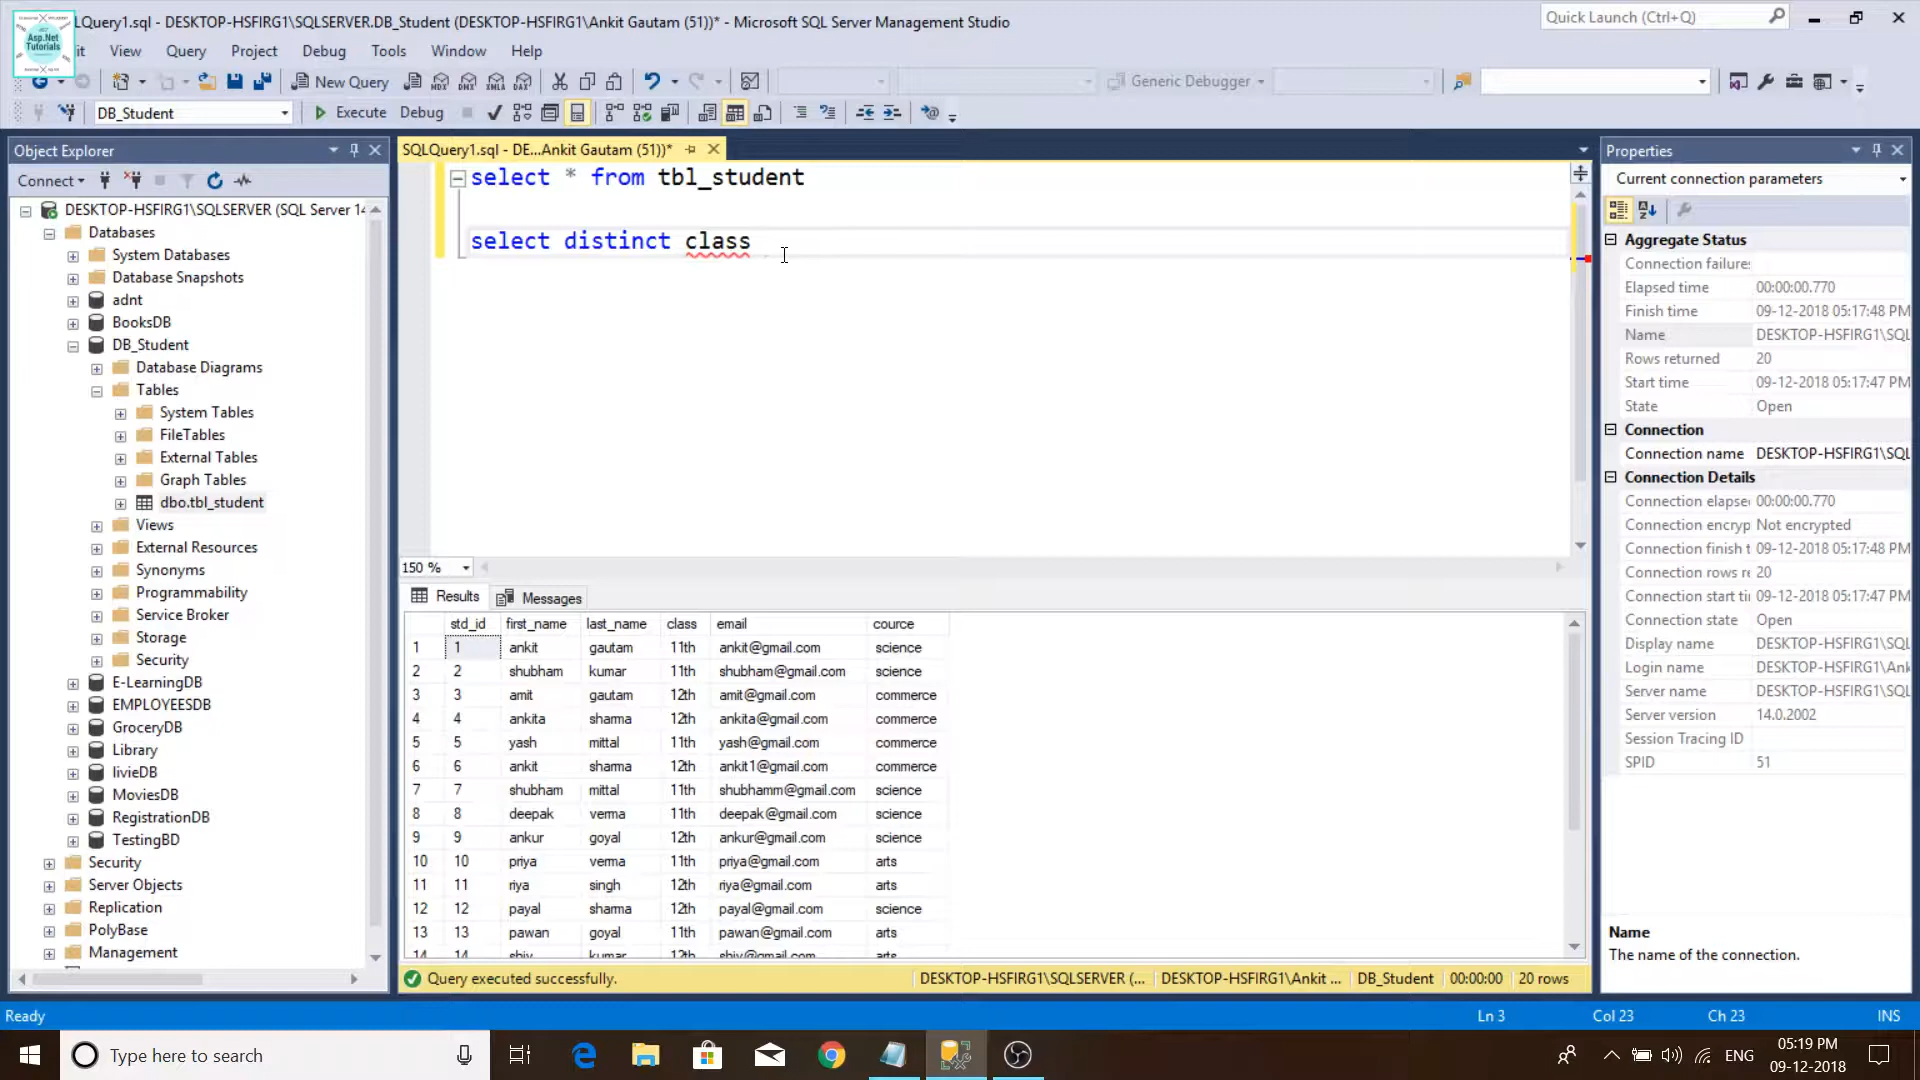 SQLQuery1.sql - DESKTOP-HSFIRG1\SQLSERVER.DB_Student (DESKTOP-HSFIRG1\Ankit Gautam (51))* - Microsoft SQL Server Management Studio
Quick Launch (Ctrl+Q)
Asp.Net
Tutorials
View Query Project Debug Tools Window Help
New Query
MDX DMX XMLA DAX
Generic Debugger
DB_Student
Execute Debug
Object Explorer
Connect
DESKTOP-HSFIRG1\SQLSERVER (SQL Server 14
Databases
System Databases
Database Snapshots
adnt
BooksDB
DB_Student
Database Diagrams
Tables
System Tables
FileTables
External Tables
Graph Tables
dbo.tbl_student
Views
External Resources
Synonyms
Programmability
Service Broker
Storage
Security
E-LearningDB
EMPLOYEESDB
GroceryDB
Library
livieDB
MoviesDB
RegistrationDB
TestingBD
Security
Server Objects
Replication
PolyBase
Management
SQLQuery1.sql - DE...Ankit Gautam (51))*
select * from tbl_student
select distinct class
150 %
Results Messages
std_id first_name last_name class email cource
1 1 ankit gautam 11th ankit@gmail.com science
2 2 shubham kumar 11th shubham@gmail.com science
3 3 amit gautam 12th amit@gmail.com commerce
4 4 ankita sharma 12th ankita@gmail.com commerce
5 5 yash mittal 11th yash@gmail.com commerce
6 6 ankit sharma 12th ankit1@gmail.com commerce
7 7 shubham mittal 11th shubhamm@gmail.com science
8 8 deepak verma 11th deepak@gmail.com science
9 9 ankur goyal 12th ankur@gmail.com science
10 10 priya verma 11th priya@gmail.com arts
11 11 riya singh 12th riya@gmail.com arts
12 12 payal sharma 12th payal@gmail.com science
13 13 pawan goyal 11th pawan@gmail.com arts
14 14 shiv kumar 12th shiv@gmail.com arts
Query executed successfully.
DESKTOP-HSFIRG1\SQLSERVER (... DESKTOP-HSFIRG1\Ankit ... DB_Student 00:00:00 20 rows
Properties
Current connection parameters
Aggregate Status
Connection failures
Elapsed time 00:00:00.770
Finish time 09-12-2018 05:17:48 PM
Name DESKTOP-HSFIRG1\SQL
Rows returned 20
Start time 09-12-2018 05:17:47 PM
State Open
Connection
Connection name DESKTOP-HSFIRG1\SQL
Connection Details
Connection elapse 00:00:00.770
Connection encryp Not encrypted
Connection finish t 09-12-2018 05:17:48 PM
Connection rows re 20
Connection start ti 09-12-2018 05:17:47 PM
Connection state Open
Display name DESKTOP-HSFIRG1\SQL
Login name DESKTOP-HSFIRG1\Ank
Server name DESKTOP-HSFIRG1\SQL
Server version 14.0.2002
Session Tracing ID
SPID 51
Name
The name of the connection.
Ready
Ln 3 Col 23 Ch 23 INS
Type here to search
ENG
05:19 PM
09-12-2018